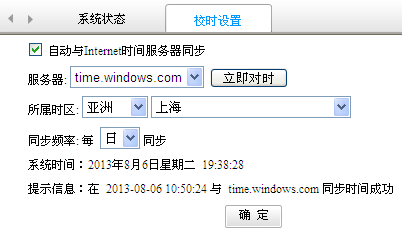 系统状态 校时设置
自动与Internet时间服务器同步
服务器: time.windows.com 立即对时
所属时区: 亚洲 上海
同步频率: 每 日 同步
系统时间：2013年8月6日星期二 19:38:28
提示信息：在 2013-08-06 10:50:24 与 time.windows.com 同步时间成功
确 定